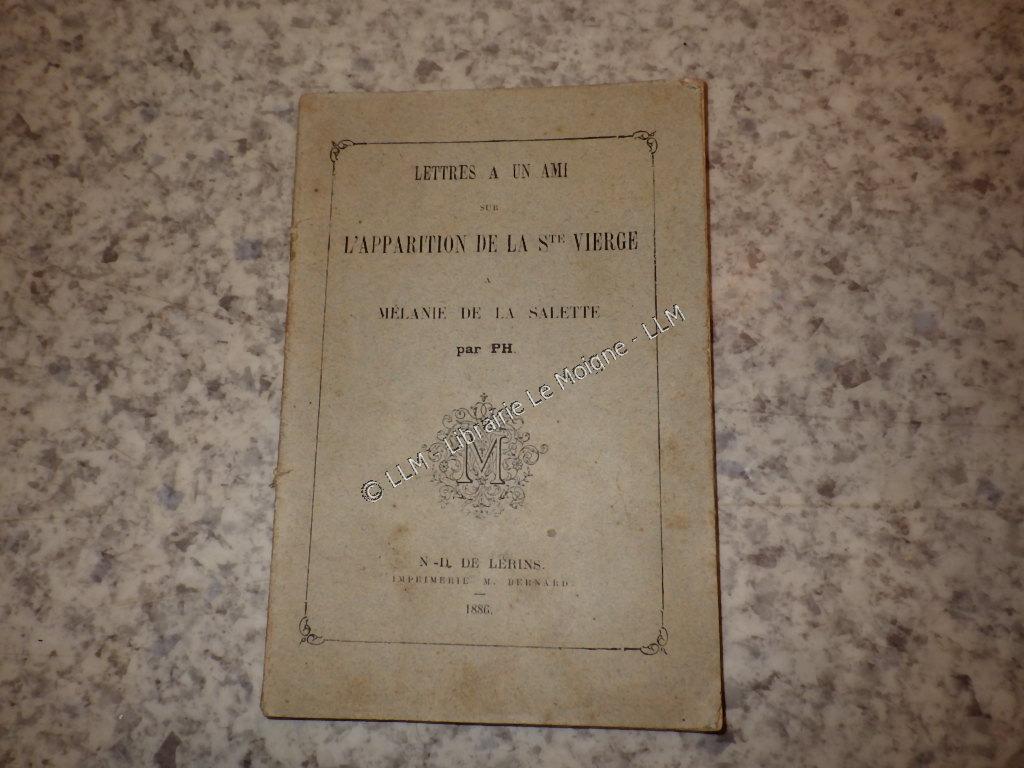 LETTRES A UN AMI
SUR
L'APPARITION DE LA STE VIERGE
A
MÉLANIE DE LA SALETTE
par PH.
M
N-D. DE LÉRINS.
IMPRIMERIE M. BERNARD.
1886.
© LLM - Librairie Le Moigne - LLM